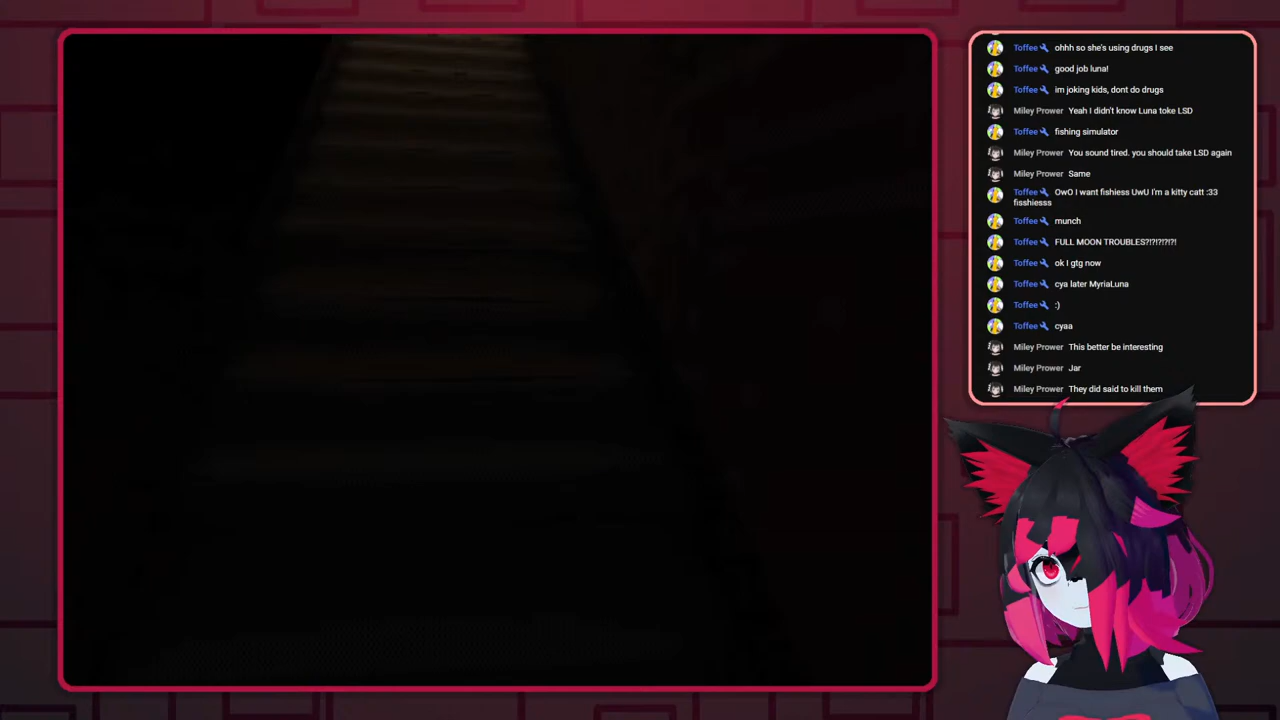 Toffee ohhh so she's using drugs I see
Toffee good job luna!
Toffee im joking kids, dont do drugs
Miley Prower Yeah I didn't know Luna toke LSD
Toffee fishing simulator
Miley Prower You sound tired. you should take LSD again
Miley Prower Same
Toffee OwO I want fishiess UwU I'm a kitty catt :33
fisshiesss
Toffee munch
Toffee FULL MOON TROUBLES?!?!?!?!?!
Toffee ok I gtg now
Toffee cya later MyriaLuna
Toffee :)
Toffee cyaa
Miley Prower This better be interesting
Miley Prower Jar
Miley Prower They did said to kill them